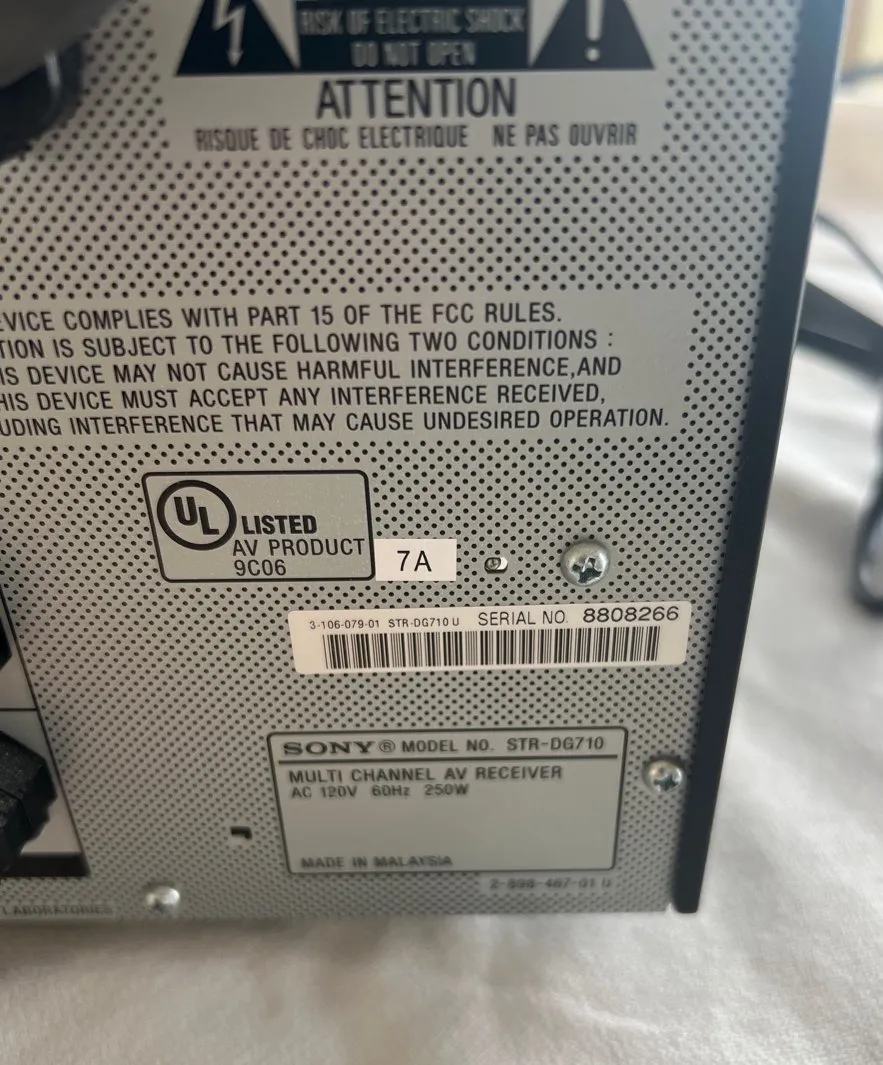 RISK OF ELECTRIC SHOCK
DO NOT OPEN
ATTENTION
RISQUE DE CHOC ELECTRIQUE NE PAS OUVRIR
EVICE COMPLIES WITH PART 15 OF THE FCC RULES.
TION IS SUBJECT TO THE FOLLOWING TWO CONDITIONS :
IS DEVICE MAY NOT CAUSE HARMFUL INTERFERENCE,AND
HIS DEVICE MUST ACCEPT ANY INTERFERENCE RECEIVED,
UDING INTERFERENCE THAT MAY CAUSE UNDESIRED OPERATION.
UL LISTED
AV PRODUCT
9C06
7A
3-106-079-01 STR-DG710 U SERIAL NO. 8808266
SONY® MODEL NO. STR-DG710
MULTI CHANNEL AV RECEIVER
AC 120V 60Hz 250W
MADE IN MALAYSIA
LABORATORIES